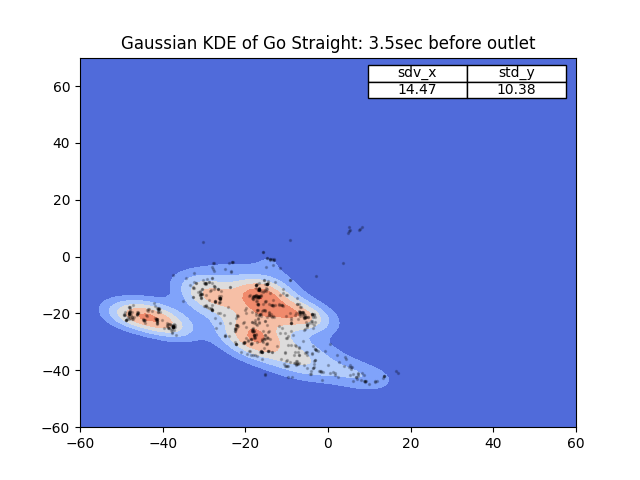 Gaussian KDE of Go Straight: 3.5sec before outlet
sdv_x std_y
14.47 10.38
60
40
20
0
−20
−40
−60
−60 −40 −20 0 20 40 60